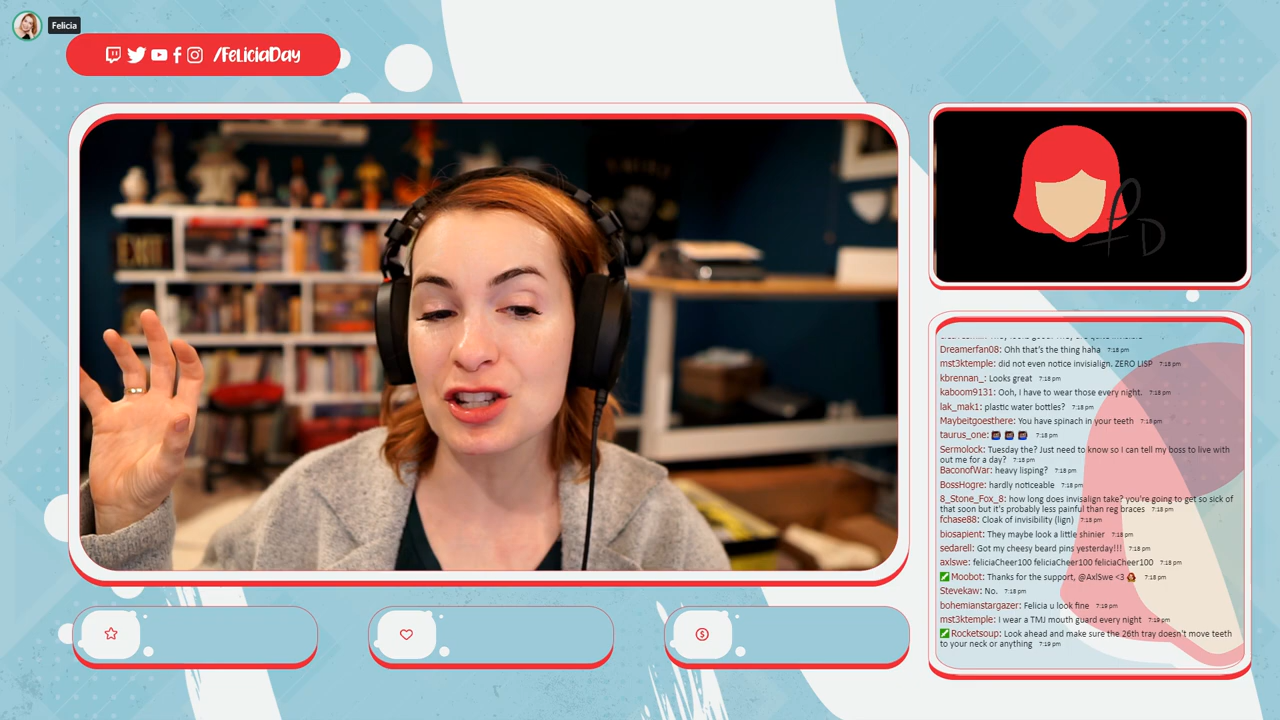 Felicia
/FeliciaDay
EXIT
FD
Dreamerfan08: Ohh that's the thing haha 7:18 pm
mst3ktemple: did not even notice invisialign. ZERO LISP 7:18 pm
kbrennan_: Looks great 7:18 pm
kaboom9131: Ooh, I have to wear those every night. 7:18 pm
lak_mak1: plastic water bottles? 7:18 pm
Maybeitgoesthere: You have spinach in your teeth 7:18 pm
taurus_one: 7:18 pm
Sermolock: Tuesday the? Just need to know so I can tell my boss to live with
out me for a day? 7:18 pm
BaconofWar: heavy lisping? 7:18 pm
BossHogre: hardly noticeable 7:18 pm
8_Stone_Fox_8: how long does invisalign take? you're going to get so sick of
that soon but it's probably less painful than reg braces 7:18 pm
fchase88: Cloak of invisibility (lign) 7:18 pm
biosapient: They maybe look a little shinier 7:18 pm
sedarell: Got my cheesy beard pins yesterday!!! 7:18 pm
axlswe: feliciaCheer100 feliciaCheer100 feliciaCheer100 7:18 pm
Moobot: Thanks for the support, @AxlSwe <3 7:18 pm
Stevekaw: No. 7:18 pm
bohemianstargazer: Felicia u look fine 7:19 pm
mst3ktemple: I wear a TMJ mouth guard every night 7:19 pm
Rocketsoup: Look ahead and make sure the 26th tray doesn't move teeth
to your neck or anything 7:19 pm